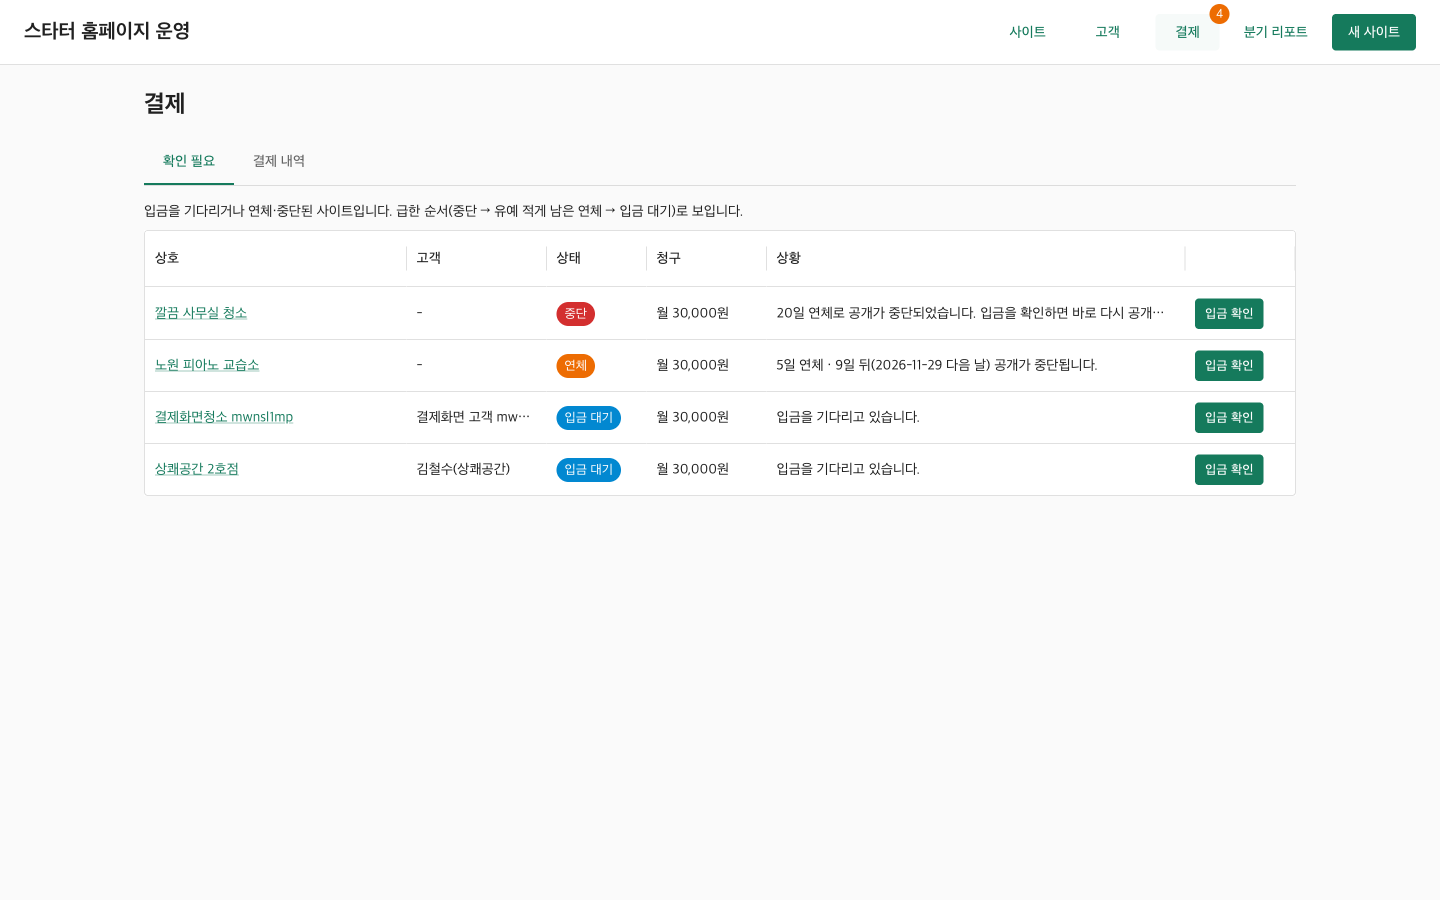 스타터 홈페이지 운영
사이트 고객 결제 4 분기 리포트 새 사이트
결제
확인 필요 결제 내역
입금을 기다리거나 연체·중단된 사이트입니다. 급한 순서(중단 → 유예 적게 남은 연체 → 입금 대기)로 보입니다.
상호 고객 상태 청구 상황
깔끔 사무실 청소 - 중단 월 30,000원 20일 연체로 공개가 중단되었습니다. 입금을 확인하면 바로 다시 공개… 입금 확인
노원 피아노 교습소 - 연체 월 30,000원 5일 연체 · 9일 뒤(2026-11-29 다음 날) 공개가 중단됩니다. 입금 확인
결제화면청소 mwnsl1mp 결제화면 고객 mw… 입금 대기 월 30,000원 입금을 기다리고 있습니다. 입금 확인
상쾌공간 2호점 김철수(상쾌공간) 입금 대기 월 30,000원 입금을 기다리고 있습니다. 입금 확인